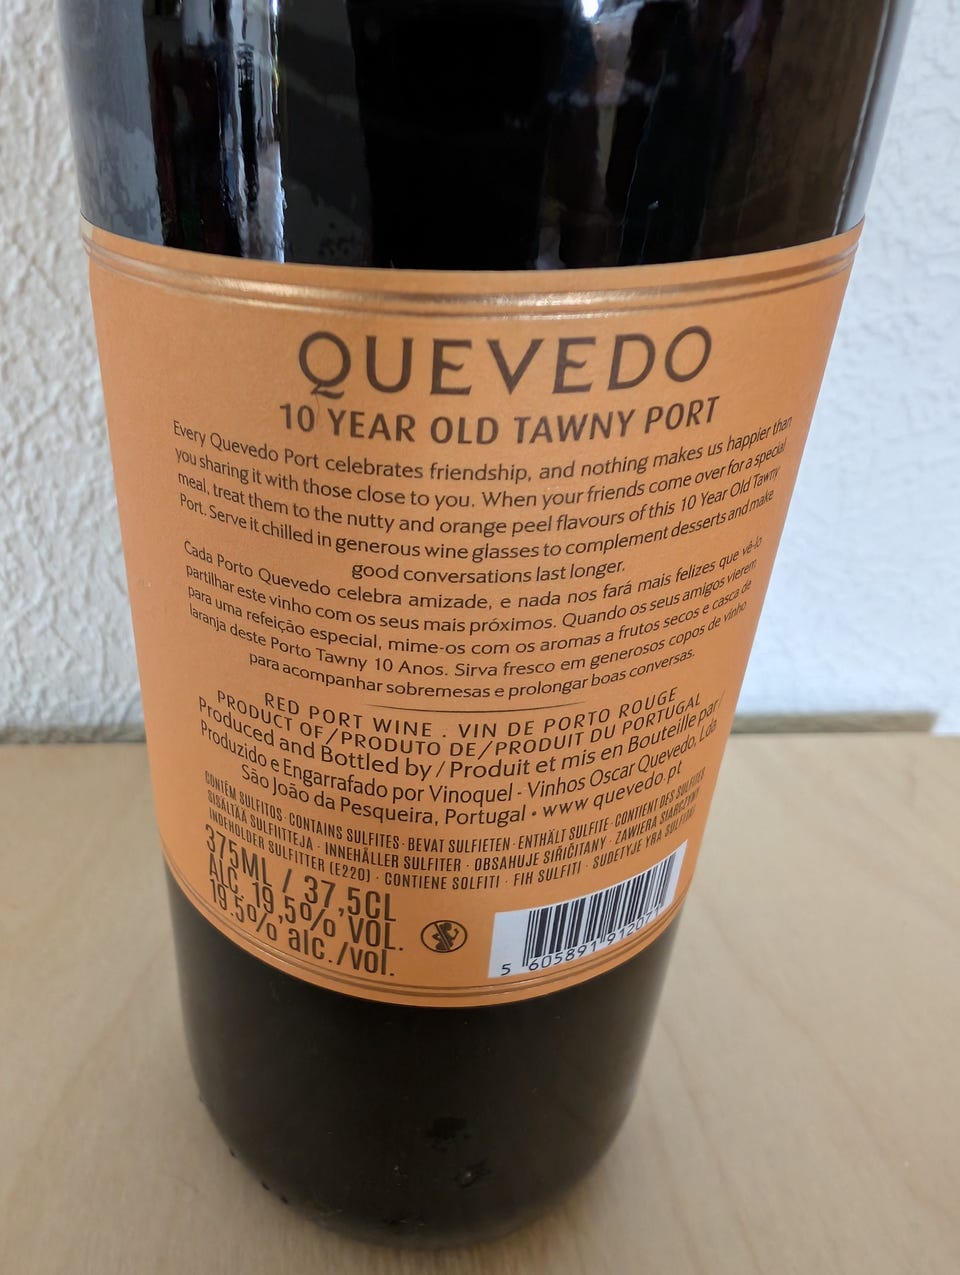 QUEVEDO
10 YEAR OLD TAWNY PORT
Every Quevedo Port celebrates friendship, and nothing makes us happier than
you sharing it with those close to you. When your friends come over for a special
meal, treat them to the nutty and orange peel flavours of this 10 Year Old Tawny
Port. Serve it chilled in generous wine glasses to complement desserts and make
good conversations last longer.
Cada Porto Quevedo celebra amizade, e nada nos fará mais felizes que vê-lo
partilhar este vinho com os seus mais próximos. Quando os seus amigos vierem
para uma refeição especial, mime-os com os aromas a frutos secos e casca de
laranja deste Porto Tawny 10 Anos. Sirva fresco em generosos copos de vinho
para acompanhar sobremesas e prolongar boas conversas.
RED PORT WINE . VIN DE PORTO ROUGE
PRODUCT OF/PRODUTO DE/PRODUIT DU PORTUGAL
Produced and Bottled by / Produit et mis en Bouteille par /
Produzido e Engarrafado por Vinoquel - Vinhos Oscar Quevedo, Lda
São João da Pesqueira, Portugal • www quevedo.pt
CONTÉM SULFITOS · CONTAINS SULFITES · BEVAT SULFIETEN · ENTHÄLT SULFITE · CONTIENT DES SULFITES
SISÄLTÄÄ SULFIITTEJA · INNEHÅLLER SULFITER · OBSAHUJE SIŘIČITANY · ZAWIERA SIARCZYNY
INDEHOLDER SULFITTER (E220) · CONTIENE SOLFITI · FIH SULFITI · SUDETYJE YRA SULFITAI
375ML / 37,5CL
ALC. 19,5% VOL.
19.5% alc./vol.
5 605891 91207